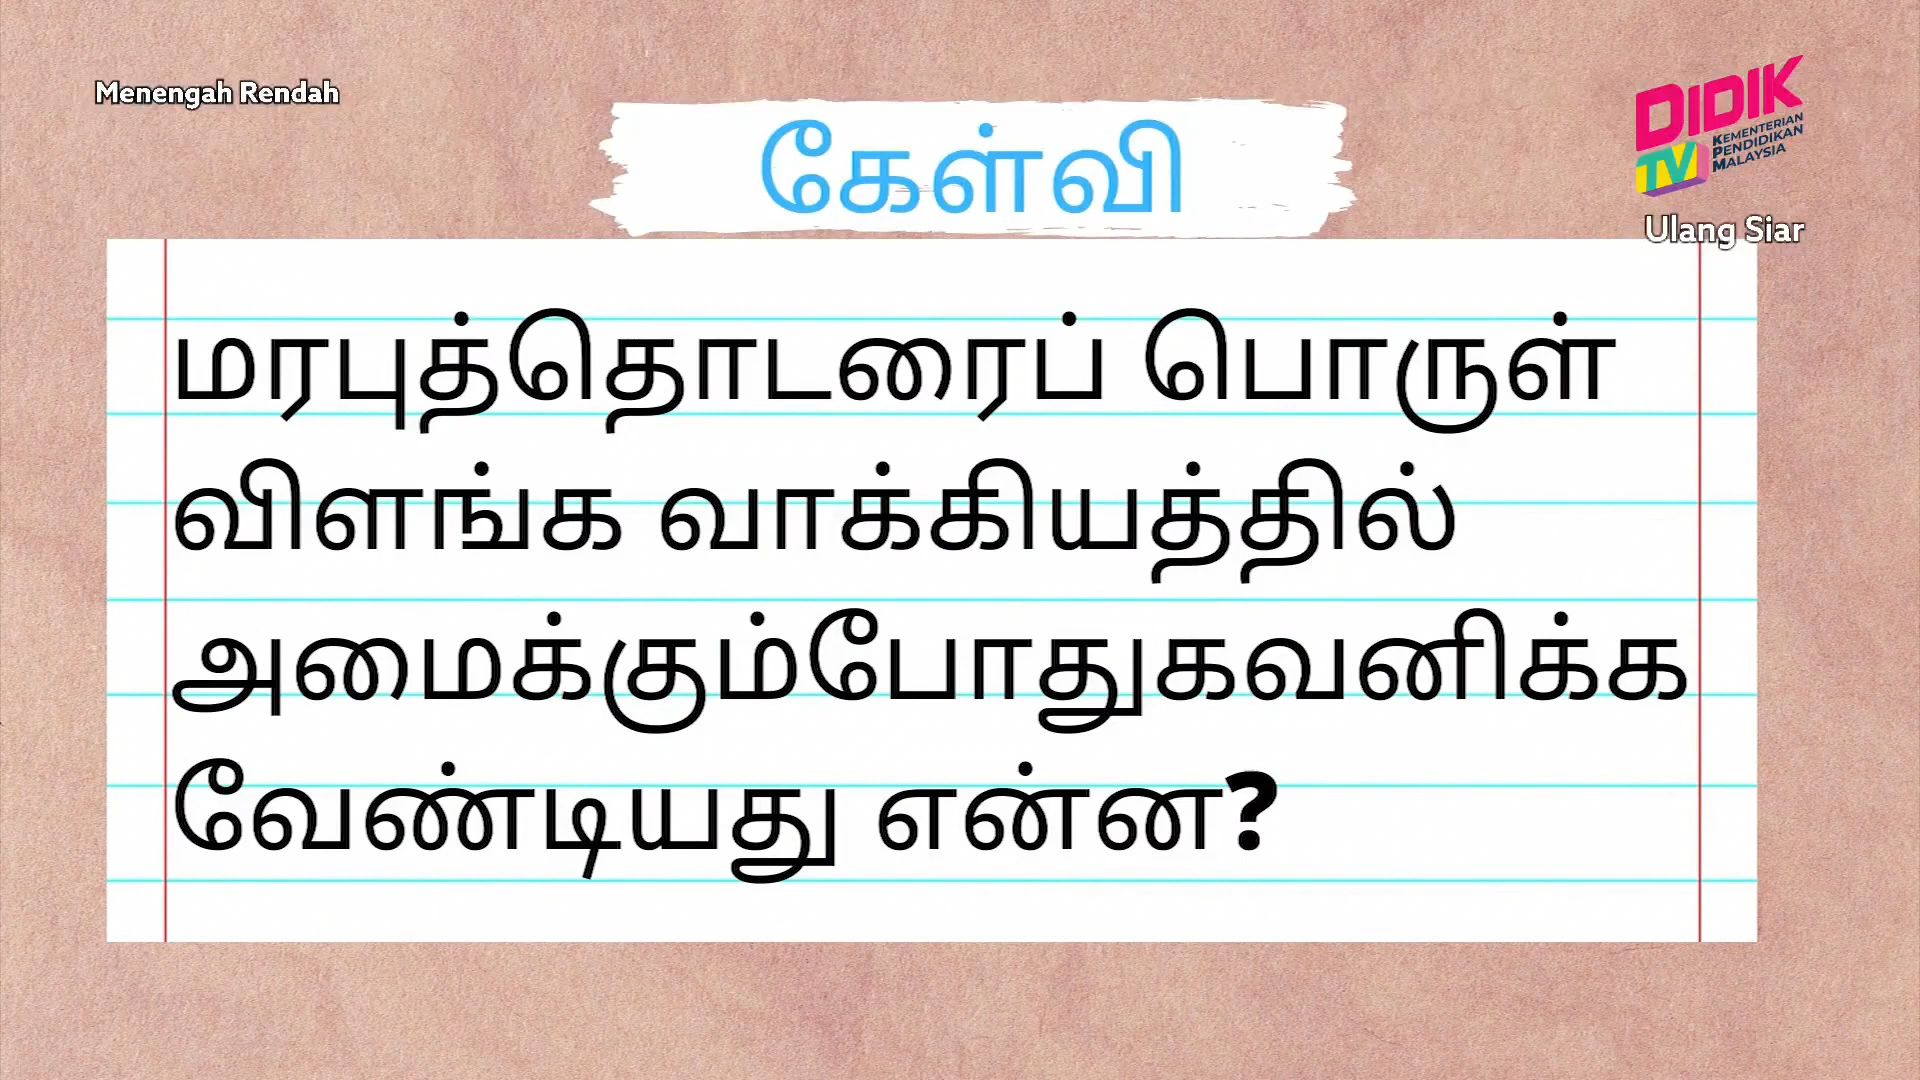 Menengah Rendah
கேள்வி
DIDIK
TV
KEMENTERIAN
PENDIDIKAN
MALAYSIA
Ulang Siar
மரபுத்தொடரைப் பொருள்
விளங்க வாக்கியத்தில்
அமைக்கும்போதுகவனிக்க
வேண்டியது என்ன?